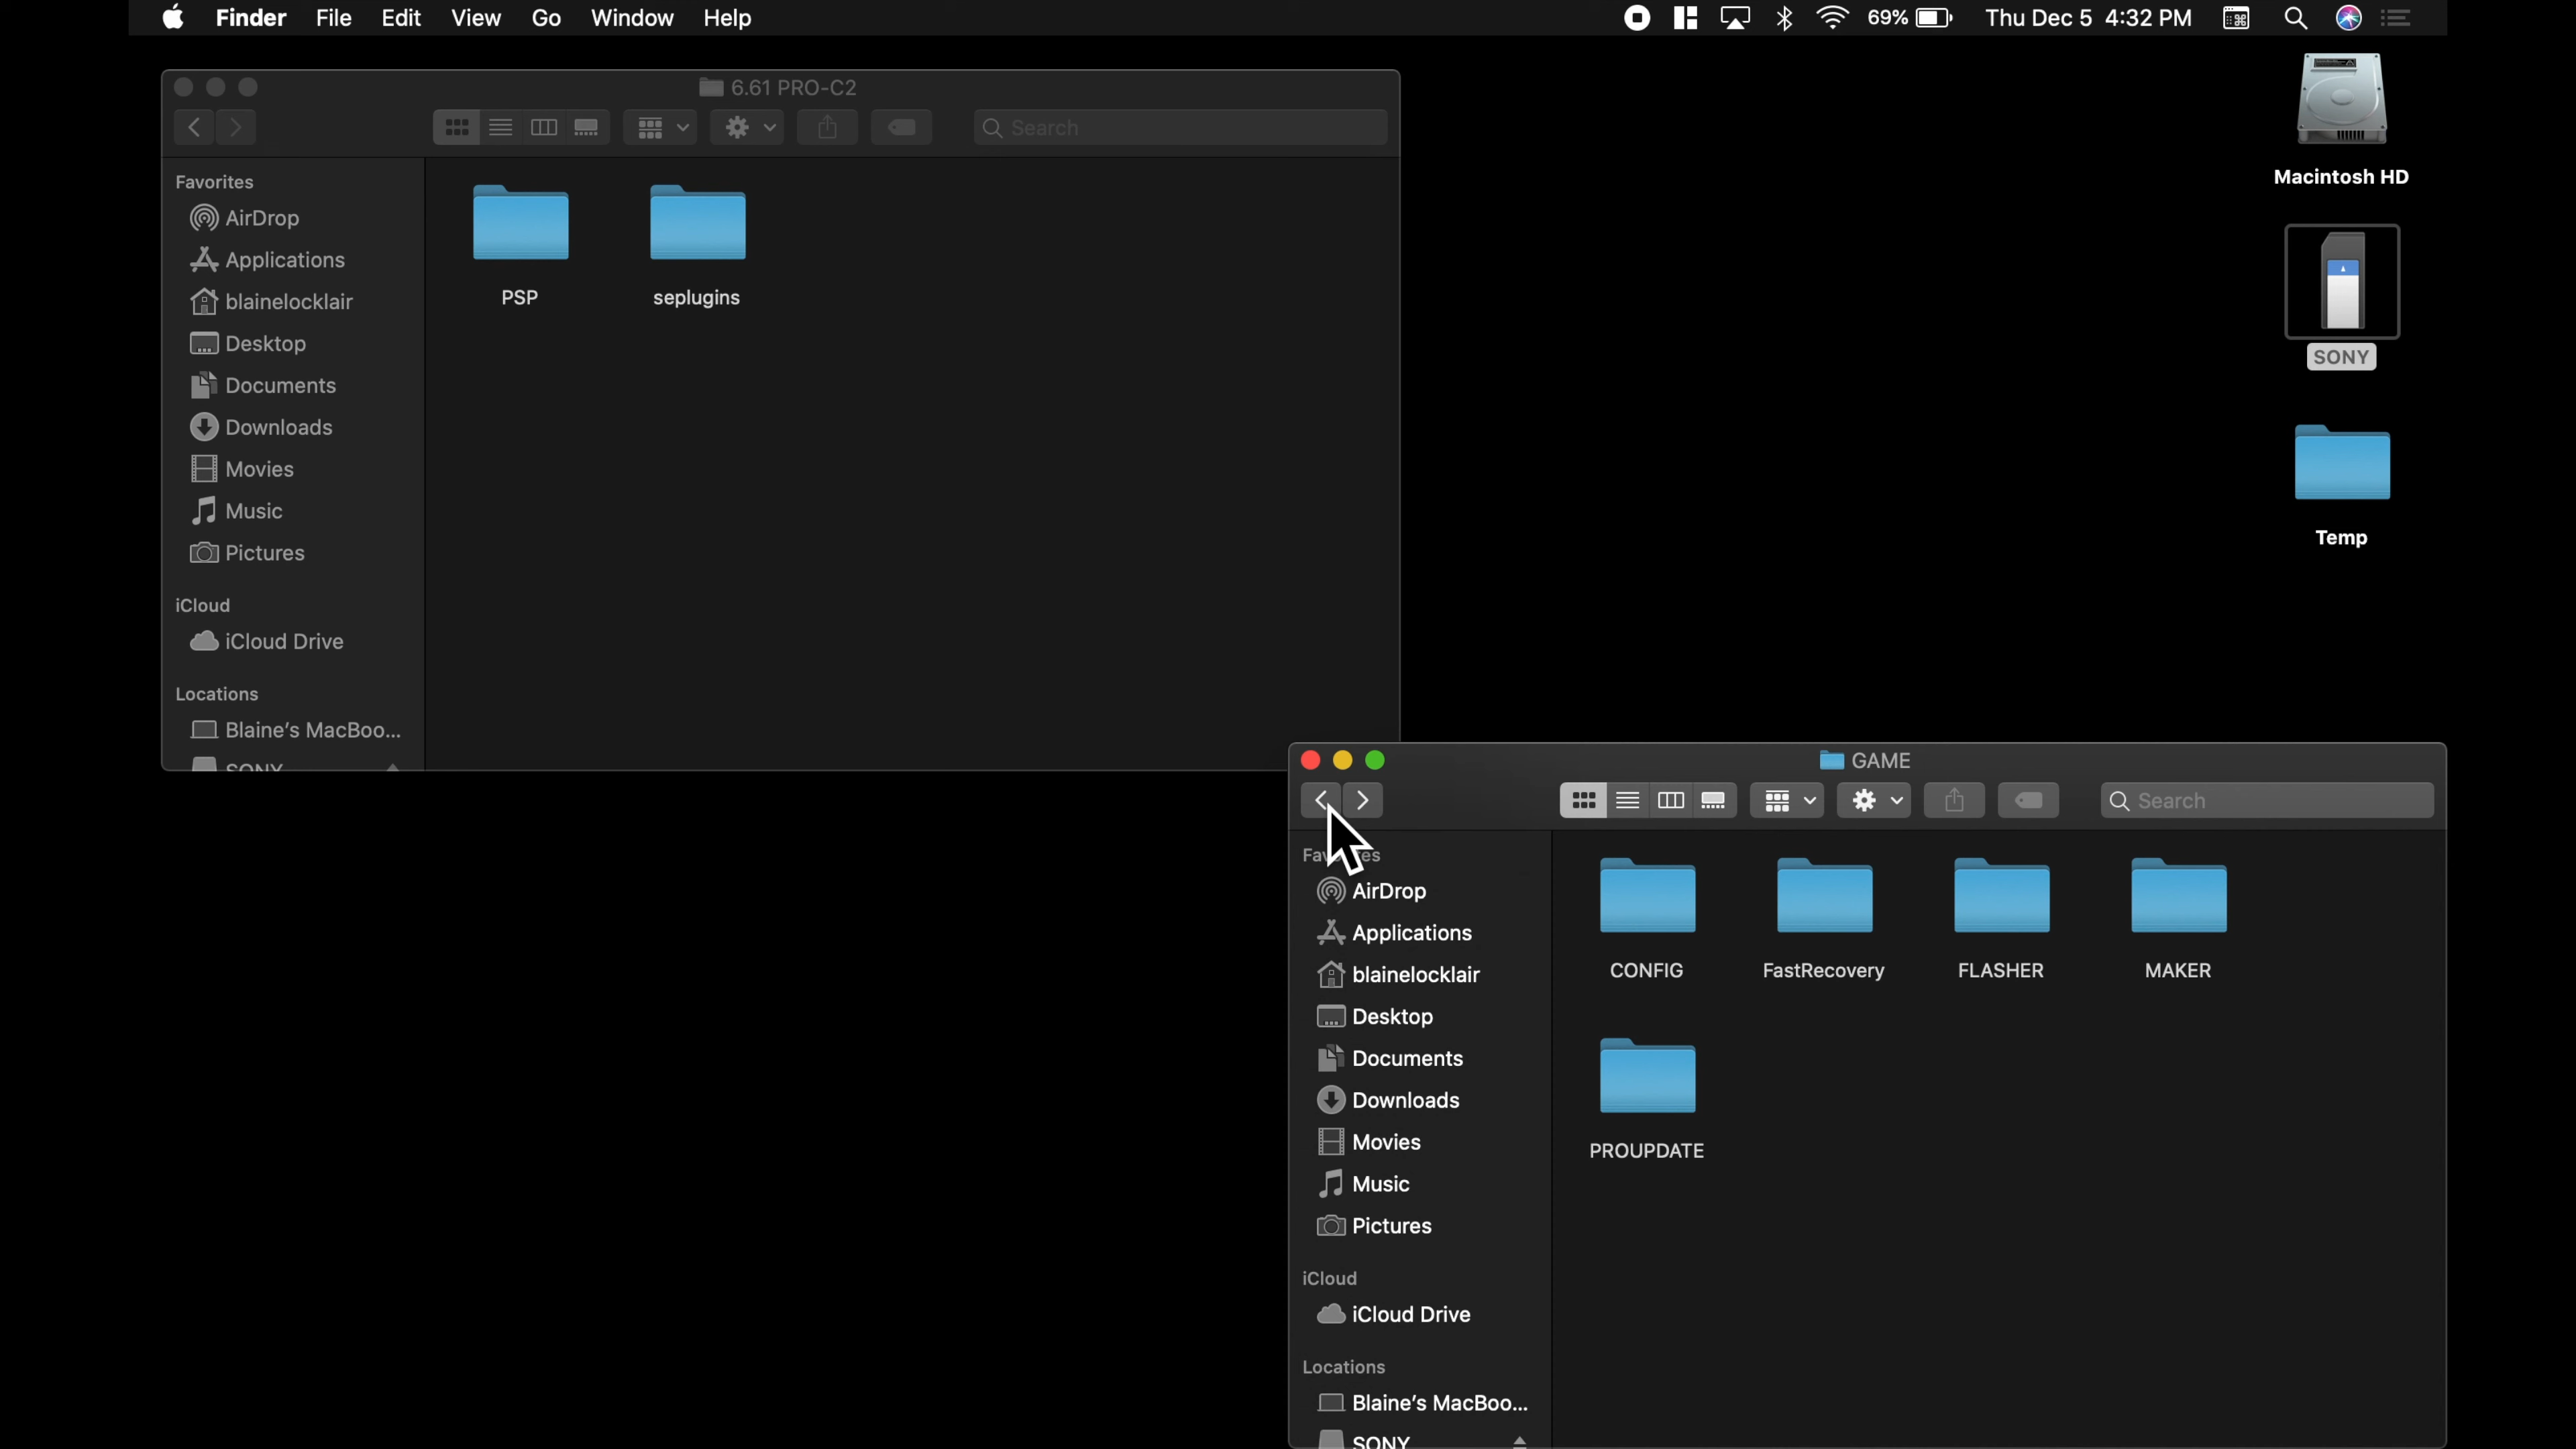 Finder File Edit View Go Window Help 69% Thu Dec 5 4:32 PM
6.61 PRO-C2
Search
Favorites
AirDrop
Applications
blainelocklair
Desktop
Documents
Downloads
Movies
Music
Pictures
iCloud
iCloud Drive
Locations
Blaine's MacBoo...
SONY
PSP seplugins
Macintosh HD
SONY
Temp
GAME
Search
AirDrop
Applications
blainelocklair
Desktop
Documents
Downloads
Movies
Music
Pictures
iCloud
iCloud Drive
Locations
Blaine's MacBoo...
SONY
CONFIG FastRecovery FLASHER MAKER
PROUPDATE